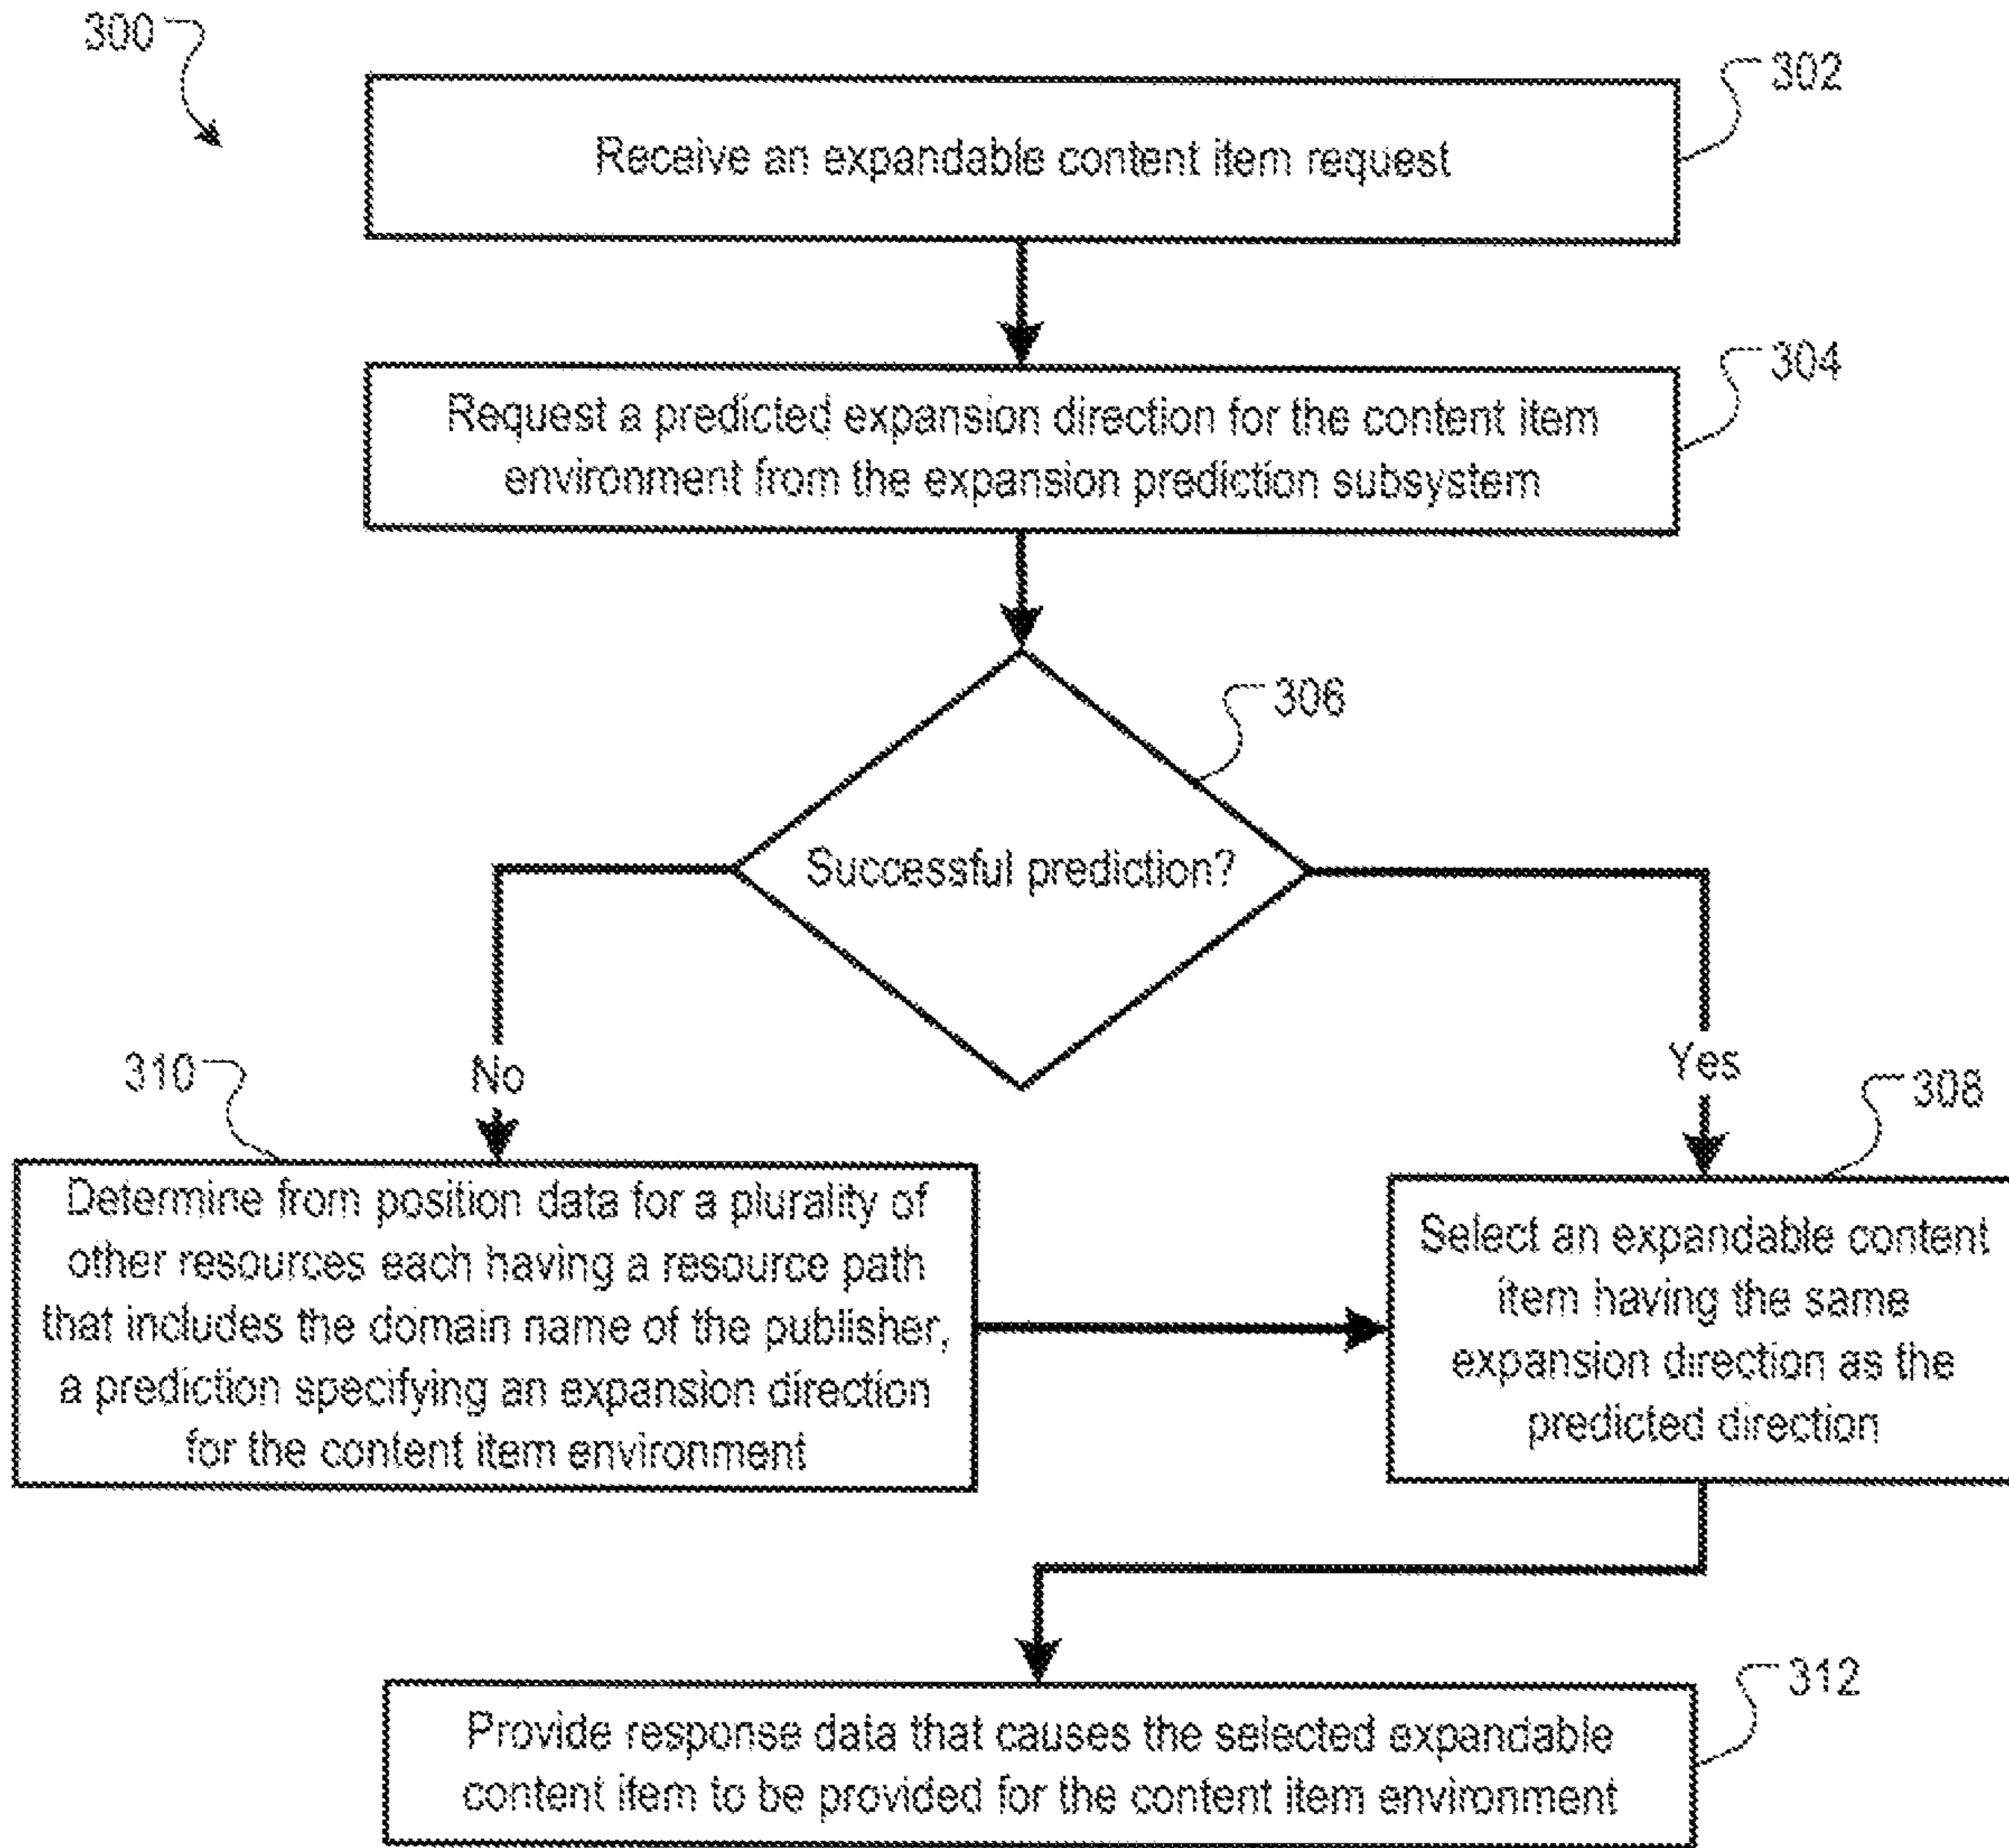 300
302
Receive an expandable content item request
304
Request a predicted expansion direction for the content item
environment from the expansion prediction subsystem
306
Successful prediction?
No
Yes
310
308
Determine from position data for a plurality of
other resources each having a resource path
that includes the domain name of the publisher,
a prediction specifying an expansion direction
for the content item environment
Select an expandable content
item having the same
expansion direction as the
predicted direction
312
Provide response data that causes the selected expandable
content item to be provided for the content item environment